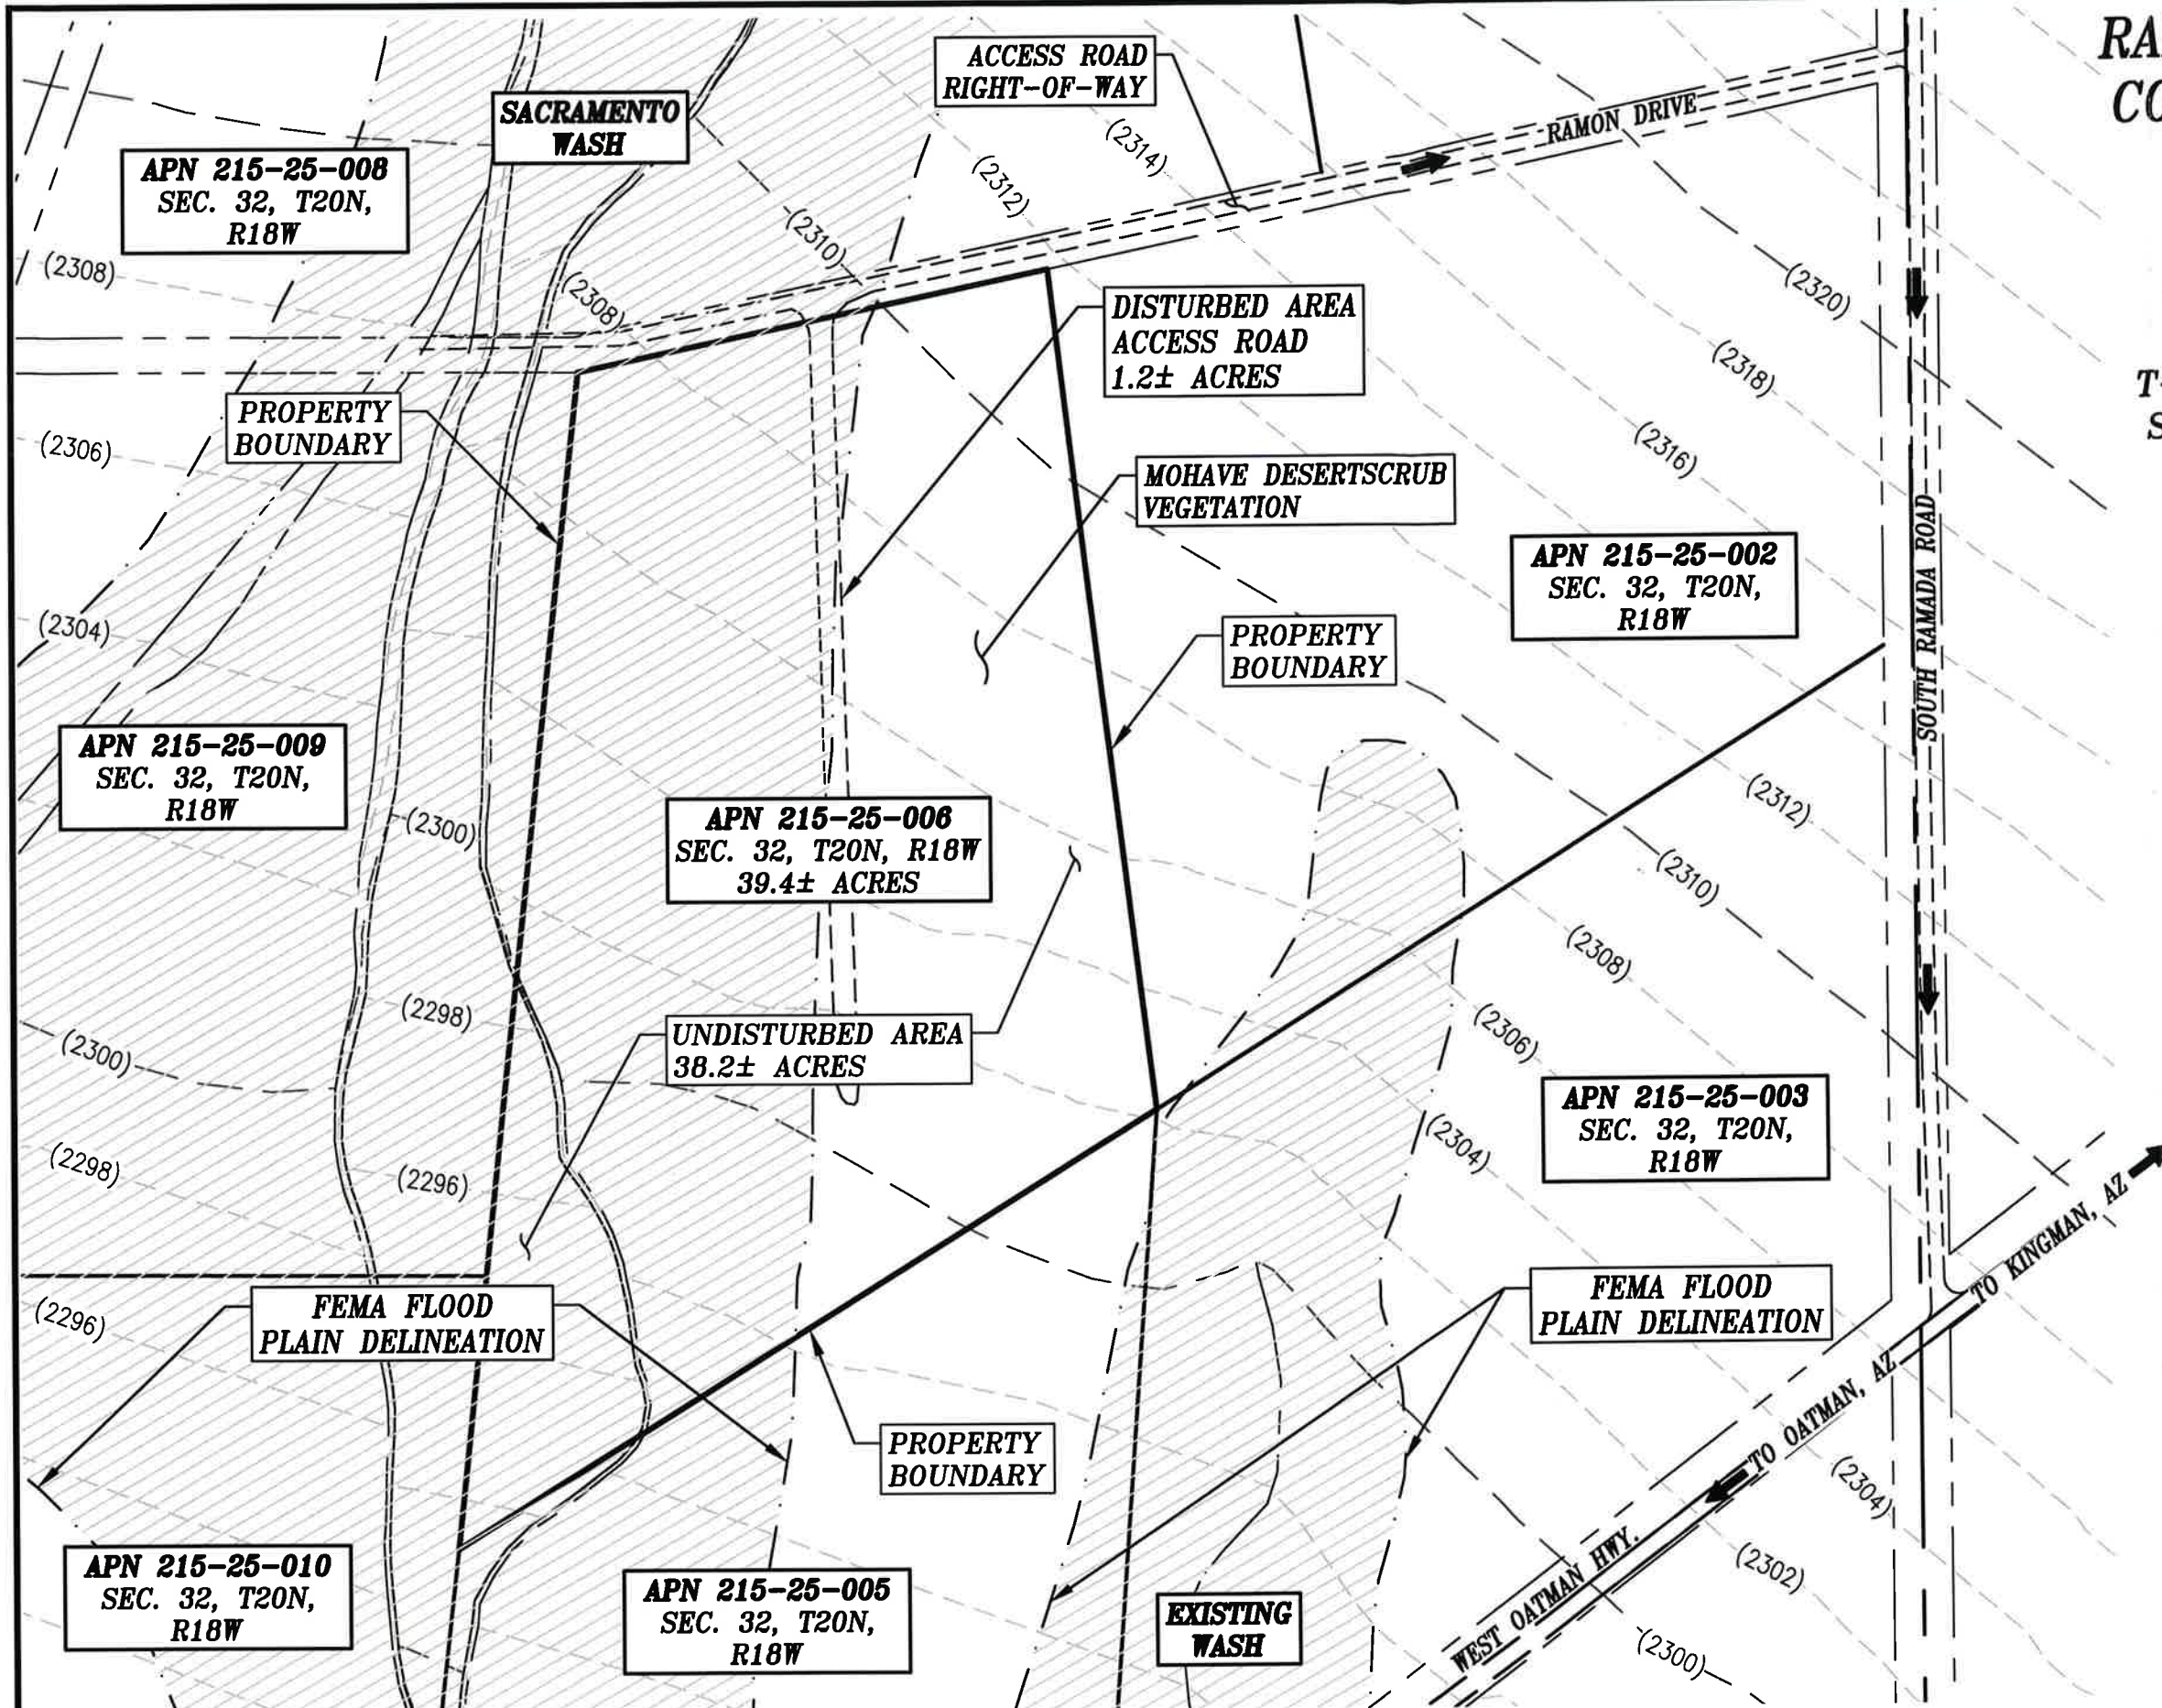 RA
CO
T
S
ACCESS ROAD
RIGHT-OF-WAY
SACRAMENTO
WASH
APN 215-25-008
SEC. 32, T20N,
R18W
RAMON DRIVE
(2314)
(2312)
(2310)
(2308)
(2308)
(2320)
DISTURBED AREA
ACCESS ROAD
1.2± ACRES
(2318)
PROPERTY
BOUNDARY
(2306)
(2316)
MOHAVE DESERTSCRUB
VEGETATION
SOUTH RAMADA ROAD
APN 215-25-002
SEC. 32, T20N,
R18W
(2304)
PROPERTY
BOUNDARY
APN 215-25-009
SEC. 32, T20N,
R18W
(2300)
APN 215-25-006
SEC. 32, T20N, R18W
39.4± ACRES
(2312)
(2310)
(2308)
(2298)
(2306)
UNDISTURBED AREA
38.2± ACRES
(2300)
APN 215-25-003
SEC. 32, T20N,
R18W
(2304)
(2298)
(2296)
TO KINGMAN, AZ
FEMA FLOOD
PLAIN DELINEATION
FEMA FLOOD
PLAIN DELINEATION
(2296)
TO OATMAN, AZ
PROPERTY
BOUNDARY
(2304)
APN 215-25-010
SEC. 32, T20N,
R18W
APN 215-25-005
SEC. 32, T20N,
R18W
EXISTING
WASH
WEST OATMAN HWY.
(2302)
(2300)